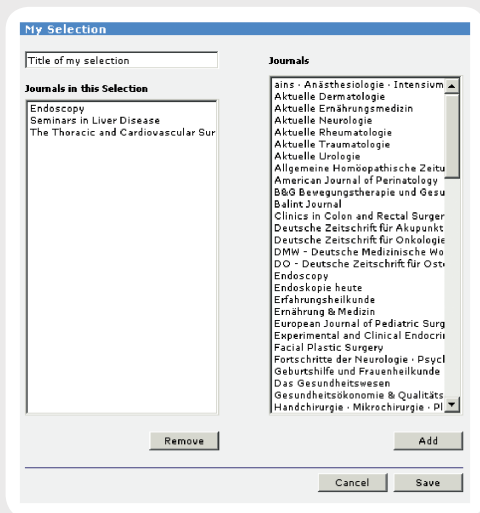 My Selection
Title of my selection
Journals in this Selection
Endoscopy
Seminars in Liver Disease
The Thoracic and Cardiovascular Sur
Remove
Journals
ains · Anästhesiologie · Intensivm
Aktuelle Dermatologie
Aktuelle Ernährungsmedizin
Aktuelle Neurologie
Aktuelle Rheumatologie
Aktuelle Traumatologie
Aktuelle Urologie
Allgemeine Homöopathische Zeitu
American Journal of Perinatology
B&G Bewegungstherapie und Gesu
Balint Journal
Clinics in Colon and Rectal Surger
Deutsche Zeitschrift für Akupunkt
Deutsche Zeitschrift für Onkologie
DMW - Deutsche Medizinische Wo
DO - Deutsche Zeitschrift für Oste
Endoscopy
Endoskopie heute
Erfahrungsheilkunde
Ernährung & Medizin
European Journal of Pediatric Surg
Experimental and Clinical Endocrin
Facial Plastic Surgery
Fortschritte der Neurologie · Psycl
Geburtshilfe und Frauenheilkunde
Das Gesundheitswesen
Gesundheitsökonomie & Qualitäts
Handchirurgie · Mikrochirurgie · Pl
Add
Cancel
Save